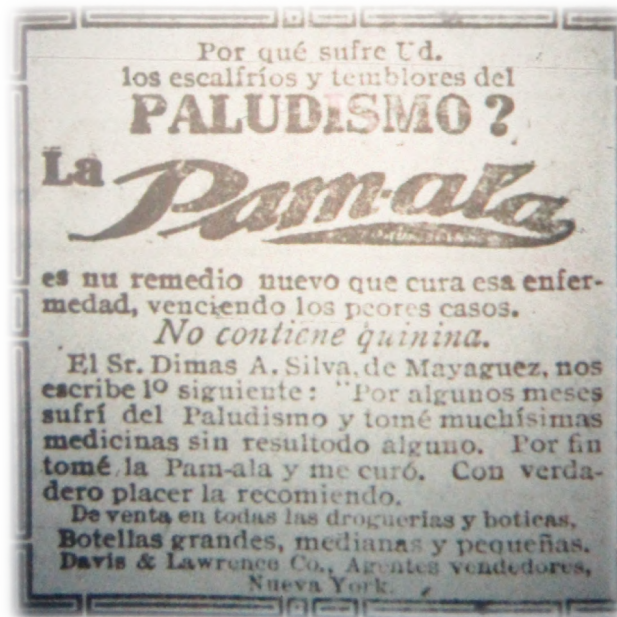 Por qué sufre Ud.
los escalfríos y temblores del
PALUDISMO?
La Pam-ala
es nu remedio nuevo que cura esa enfer-
medad, venciendo los peores casos.
No contiene quinina.
El Sr. Dimas A. Silva, de Mayaguez, nos
escribe lo siguiente: "Por algunos meses
sufrí del Paludismo y tomé muchísimas
medicinas sin resultodo alguno. Por fin
tomé la Pam-ala y me curó. Con verda-
dero placer la recomiendo.
De venta en todas las droguerias y boticas,
Botellas grandes, medianas y pequeñas.
Davis & Lawrence Co., Agentes vendedores,
Nueva York.